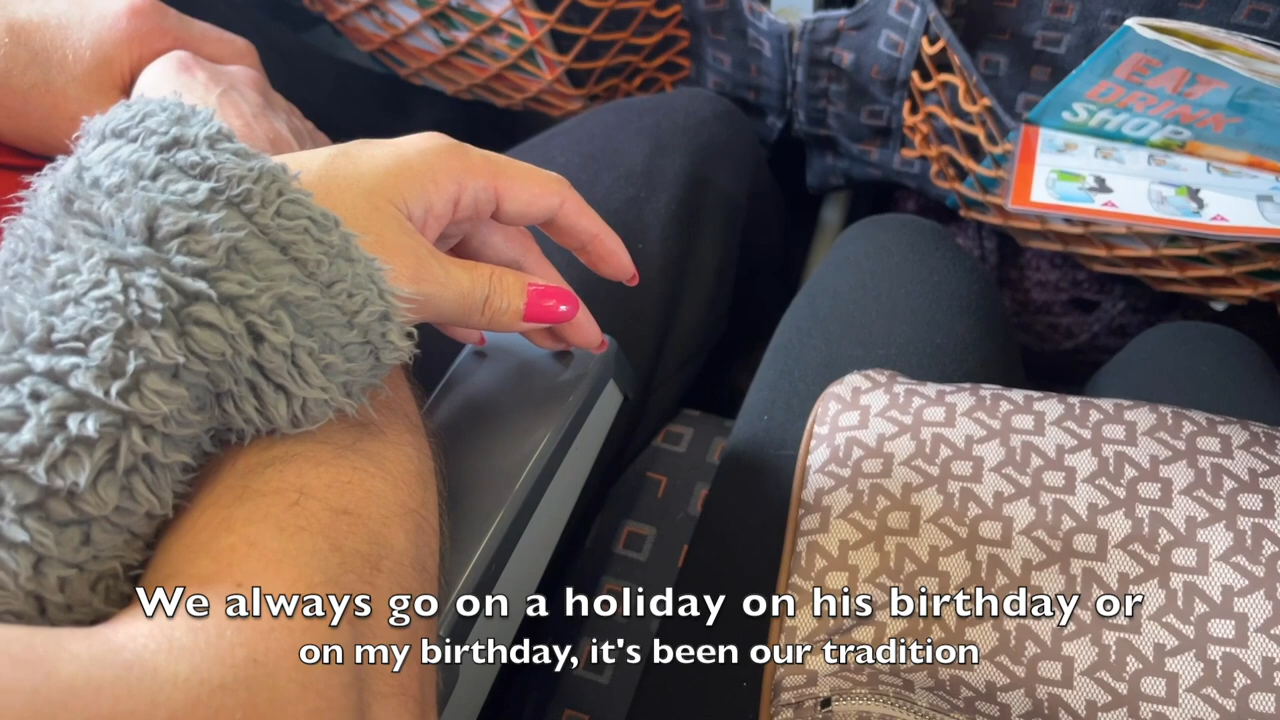 EAT
DRINK
SHOP
We always go on a holiday on his birthday or
on my birthday, it's been our tradition